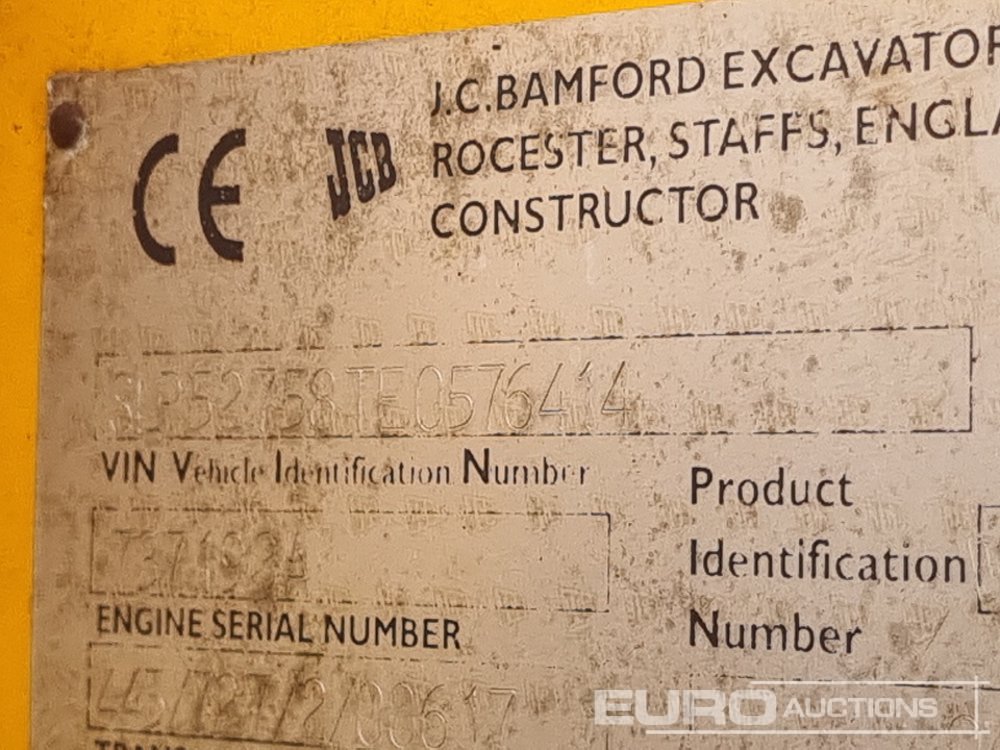 CE JCB J.C.BAMFORD EXCAVATOR
ROCESTER, STAFFS, ENGLA
CONSTRUCTOR
SLP52758TE0576414
VIN Vehicle Identification Number
Product
Identification
Number
ENGINE SERIAL NUMBER
EURO AUCTIONS